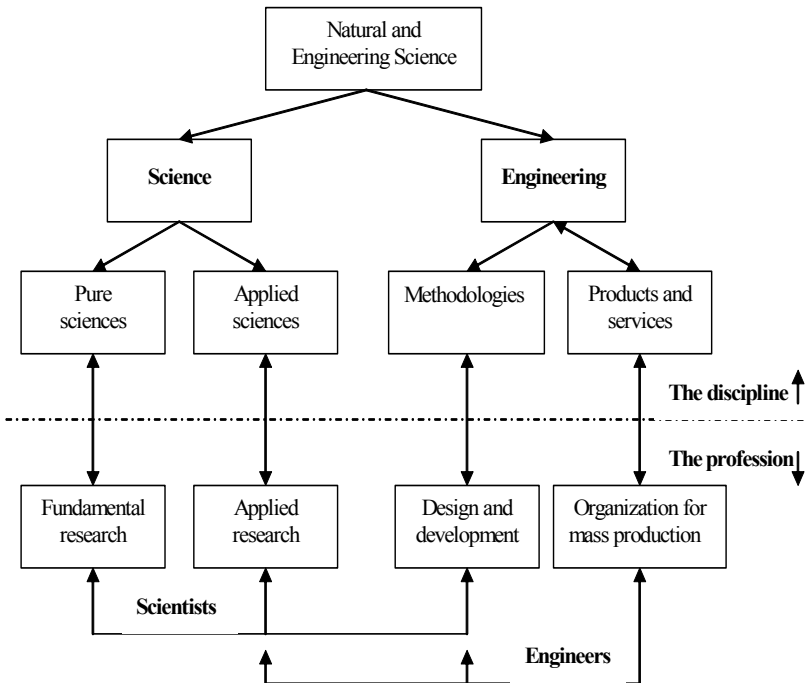 Natural and
Engineering Science
Science
Engineering
Pure
sciences
Applied
sciences
Methodologies
Products and
services
The discipline
The profession
Fundamental
research
Applied
research
Design and
development
Organization for
mass production
Scientists
Engineers